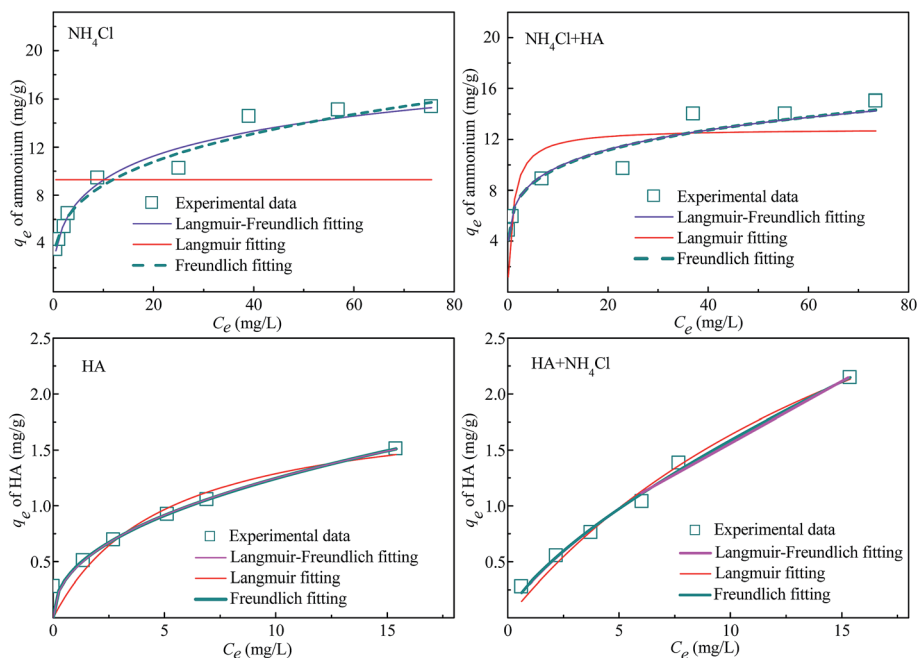 NH₄Cl
qₑ of ammonium (mg/g)
20
16
12
8
4
Experimental data
Langmuir-Freundlich fitting
Langmuir fitting
Freundlich fitting
0
20
40
60
80
Cₑ (mg/L)
NH₄Cl+HA
qₑ of ammonium (mg/g)
20
16
12
8
4
Experimental data
Langmuir-Freundlich fitting
Langmuir fitting
Freundlich fitting
0
20
40
60
80
Cₑ (mg/L)
HA
qₑ of HA (mg/g)
2.5
2.0
1.5
1.0
0.5
Experimental data
Langmuir-Freundlich fitting
Langmuir fitting
Freundlich fitting
0
5
10
15
Cₑ (mg/L)
HA+NH₄Cl
qₑ of HA (mg/g)
2.5
2.0
1.5
1.0
0.5
Experimental data
Langmuir-Freundlich fitting
Langmuir fitting
Freundlich fitting
0
5
10
15
Cₑ (mg/L)